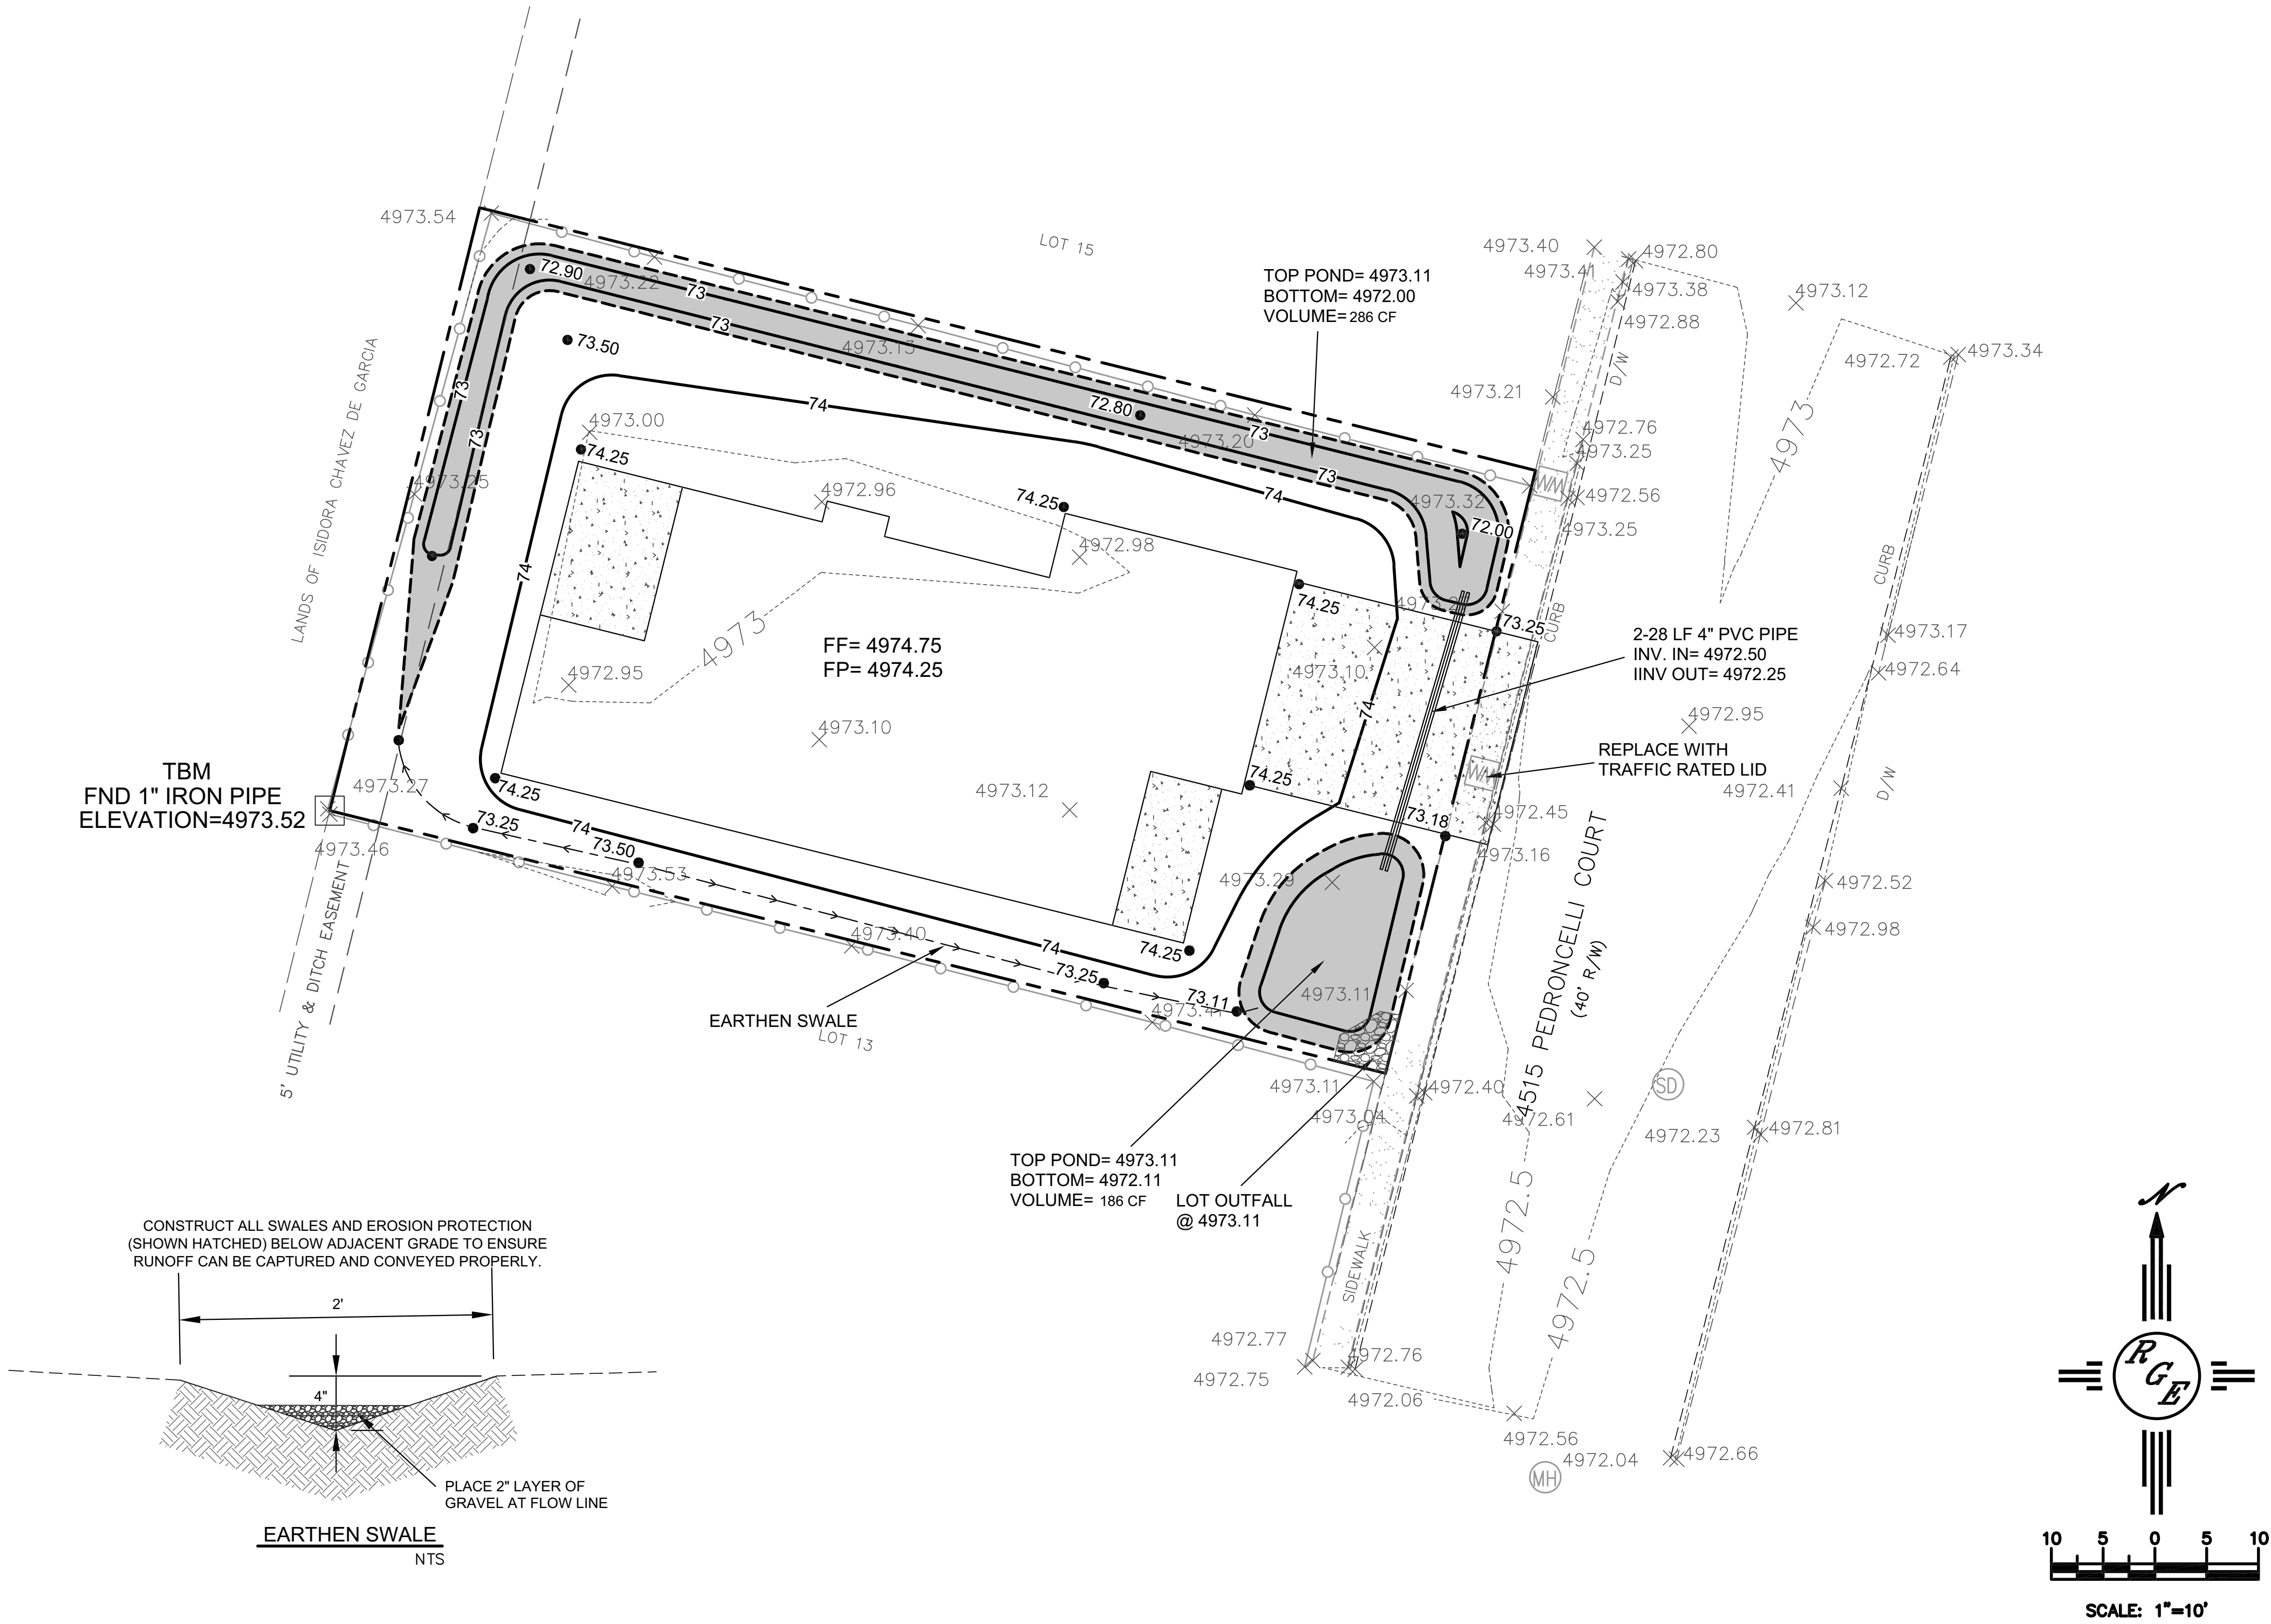 4973.54
LOT 15
4973.40
4972.80
4973.41
TOP POND= 4973.11
BOTTOM= 4972.00
VOLUME= 286 CF
72.90
4973.22
73
73
4973.38
4973.12
4972.88
4973.34
4972.72
D/W
73.50
4973.13
4973.21
4973
LANDS OF ISIDORA CHAVEZ DE GARCIA
73
73
74
72.80
4973.00
4973.20
73
73
4972.76
4973.25
74.25
4973.25
4972.96
74.25
74
4973.32
WM
4972.56
72.00
4973.25
4972.98
74
74.25
CURB
73.25
CURB
4973
FF= 4974.75
FP= 4974.25
4973.10
2-28 LF 4" PVC PIPE
INV. IN= 4972.50
IINV OUT= 4972.25
4973.17
4972.64
4972.95
4973.10
74
4972.95
REPLACE WITH
TRAFFIC RATED LID
WM
TBM
FND 1" IRON PIPE
ELEVATION=4973.52
4973.27
74.25
74.25
4973.12
4972.41
D/W
73.25
74
73.50
73.18
4972.45
4973.46
4973.16
4973.53
4973.29
4972.52
4973.40
74
74.25
4972.98
73.25
73.11
4973.11
4973.41
EARTHEN SWALE
LOT 13
5' UTILITY & DITCH EASEMENT
4515 PEDRONCELLI COURT
(40' R/W)
4973.11
4972.40
SD
4973.04
4972.61
4972.23
4972.81
TOP POND= 4973.11
BOTTOM= 4972.11
VOLUME= 186 CF
LOT OUTFALL
@ 4973.11
4972.5
4972.5
SIDEWALK
N
CONSTRUCT ALL SWALES AND EROSION PROTECTION
(SHOWN HATCHED) BELOW ADJACENT GRADE TO ENSURE
RUNOFF CAN BE CAPTURED AND CONVEYED PROPERLY.
2'
4"
PLACE 2" LAYER OF
GRAVEL AT FLOW LINE
EARTHEN SWALE
NTS
4972.77
4972.76
4972.75
4972.06
4972.56
4972.04
4972.66
MH
RGE
10 5 0 5 10
SCALE: 1"=10'